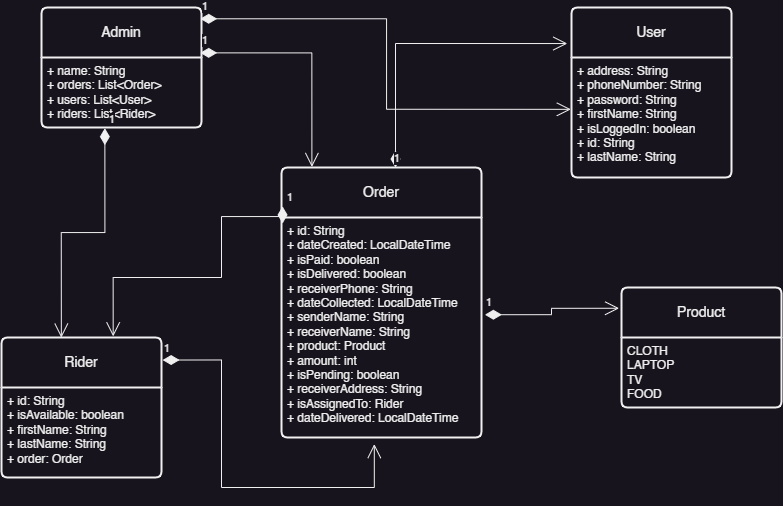 Admin
+ name: String
+ orders: List<Order>
+ users: List<User>
+ riders: List<Rider>
1
1
1
User
+ address: String
+ phoneNumber: String
+ password: String
+ firstName: String
+ isLoggedIn: boolean
+ id: String
+ lastName: String
1
1
Order
+ id: String
+ dateCreated: LocalDateTime
+ isPaid: boolean
+ isDelivered: boolean
+ receiverPhone: String
+ dateCollected: LocalDateTime
+ senderName: String
+ receiverName: String
+ product: Product
+ amount: int
+ isPending: boolean
+ receiverAddress: String
+ isAssignedTo: Rider
+ dateDelivered: LocalDateTime
1
Product
CLOTH
LAPTOP
TV
FOOD
Rider
1
+ id: String
+ isAvailable: boolean
+ firstName: String
+ lastName: String
+ order: Order